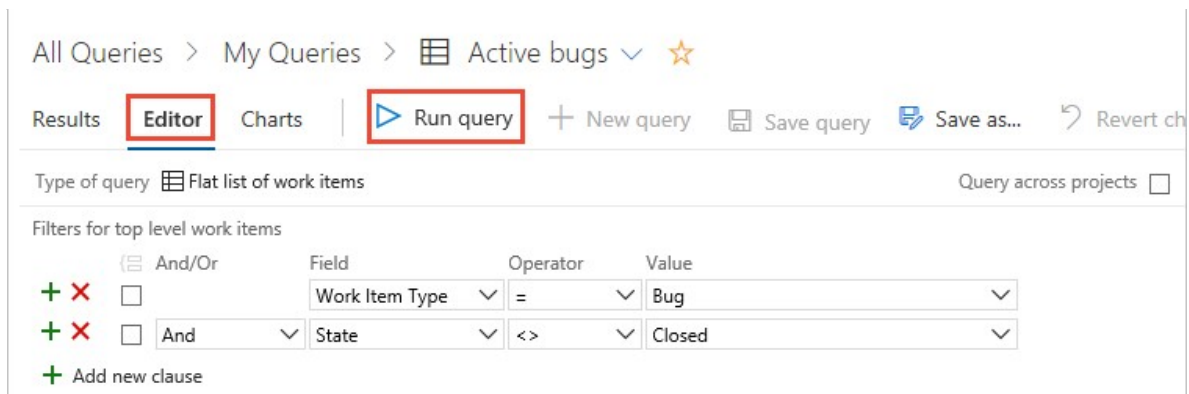 All Queries > My Queries > Active bugs
Results Editor Charts Run query New query Save query Save as... Revert ch
Type of query Flat list of work items Query across projects
Filters for top level work items
And/Or Field Operator Value
Work Item Type = Bug
And State <> Closed
Add new clause